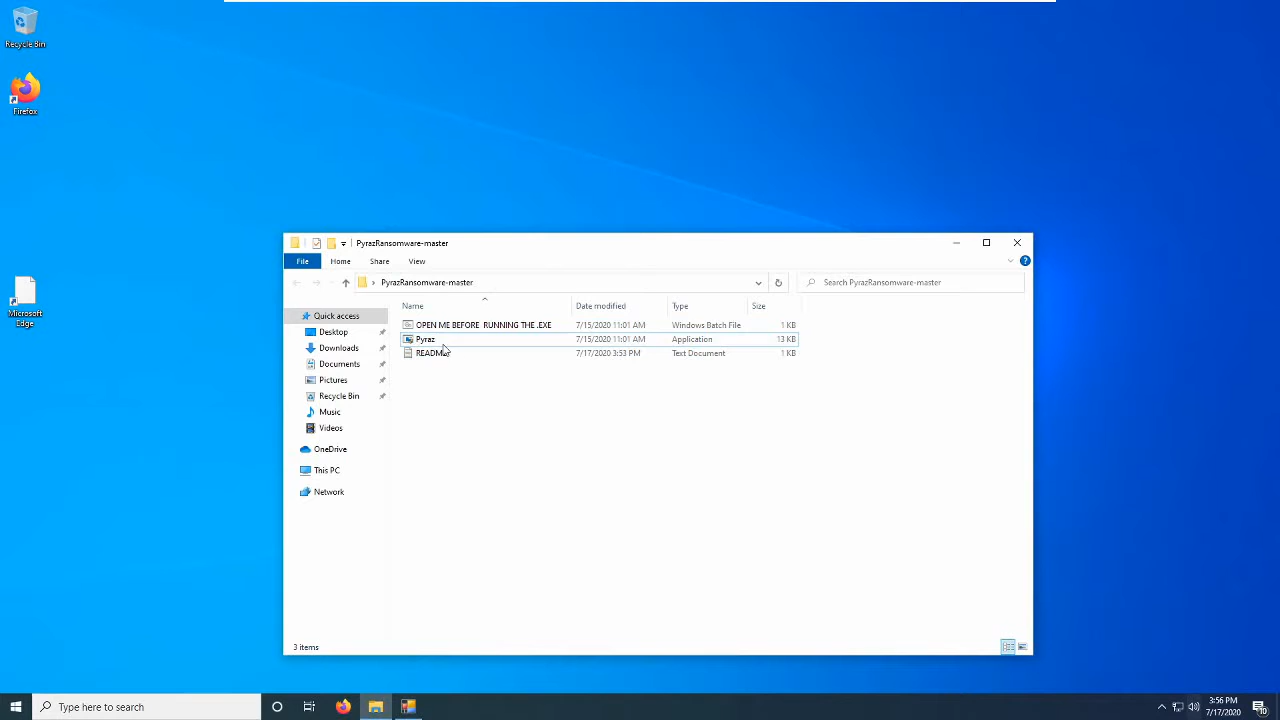 Recycle Bin
Firefox
Microsoft
Edge
PyrazRansomware-master
File Home Share View
PyrazRansomware-master
Search PyrazRansomware-master
Name Date modified Type Size
OPEN ME BEFORE RUNNING THE .EXE 7/15/2020 11:01 AM Windows Batch File 1 KB
Pyraz 7/15/2020 11:01 AM Application 13 KB
README 7/17/2020 3:53 PM Text Document 1 KB
Quick access
Desktop
Downloads
Documents
Pictures
Recycle Bin
Music
Videos
OneDrive
This PC
Network
3 items
Type here to search
3:56 PM
7/17/2020